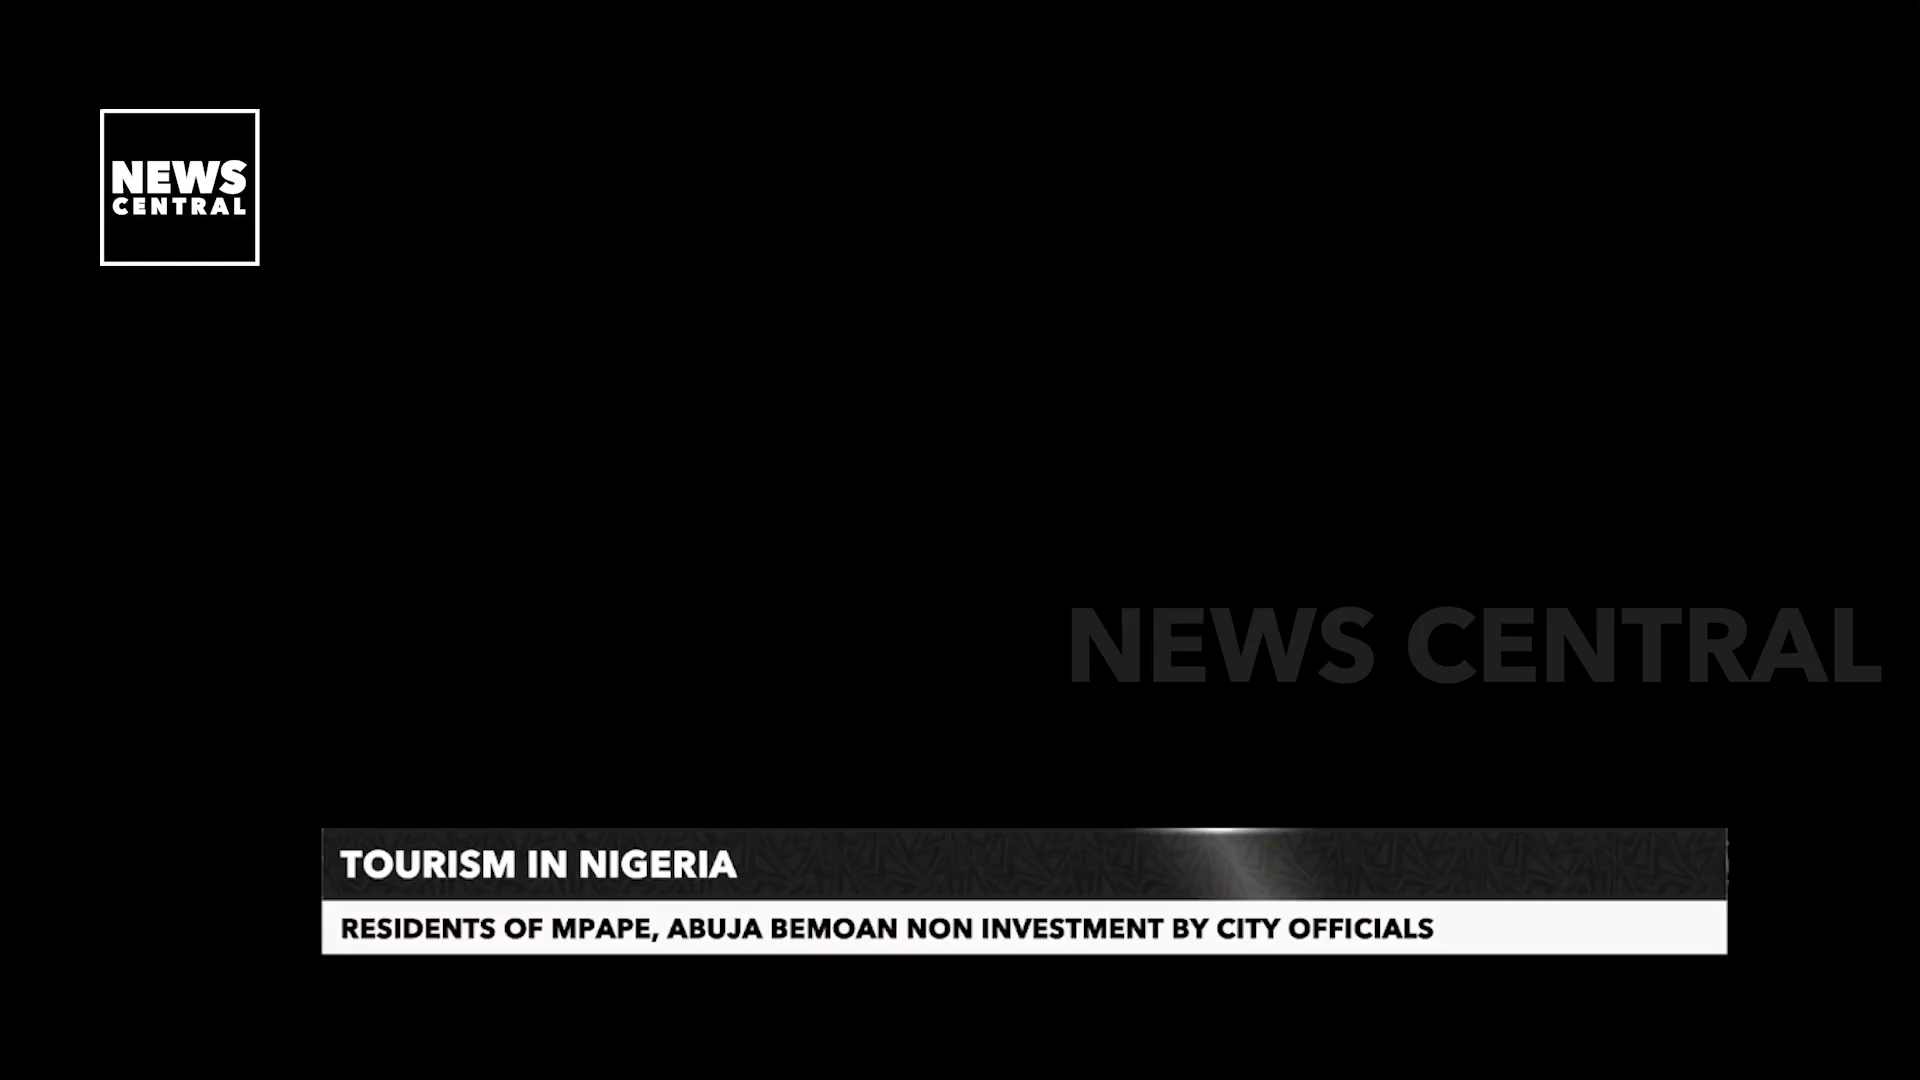 NEWS
CENTRAL
NEWS CENTRAL
TOURISM IN NIGERIA
RESIDENTS OF MPAPE, ABUJA BEMOAN NON INVESTMENT BY CITY OFFICIALS